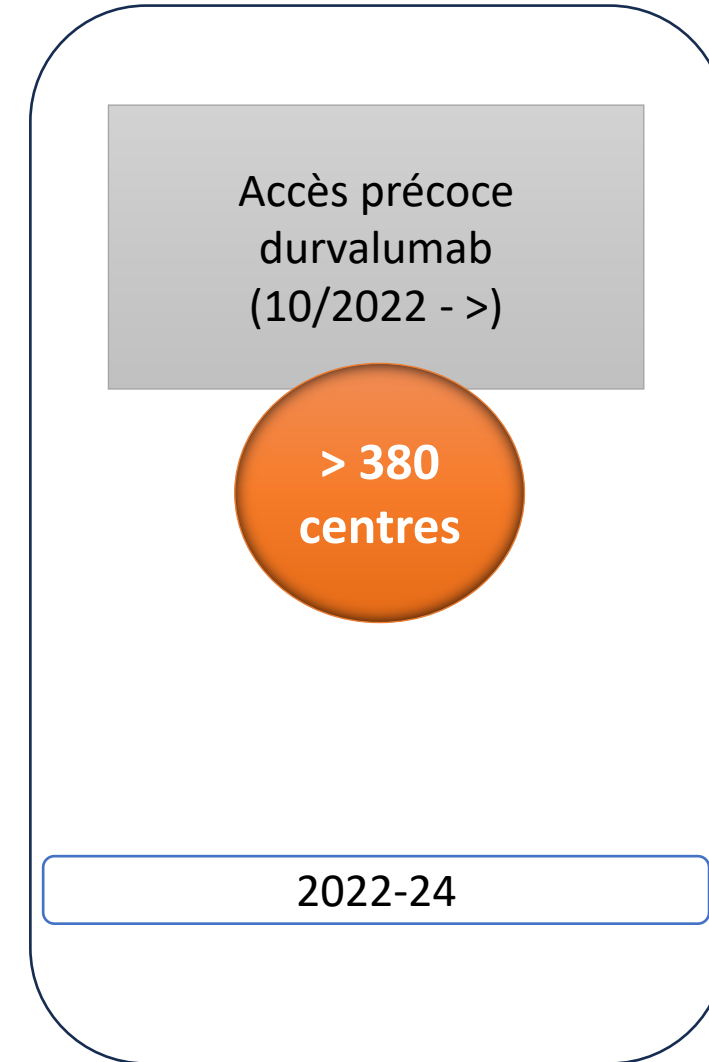 Accès précoce
durvalumab
(10/2022 - >)
> 380
centres
2022-24